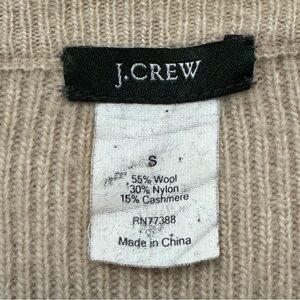 J.CREW
S
55% Wool
30% Nylon
15% Cashmere
RN77388
Made in China